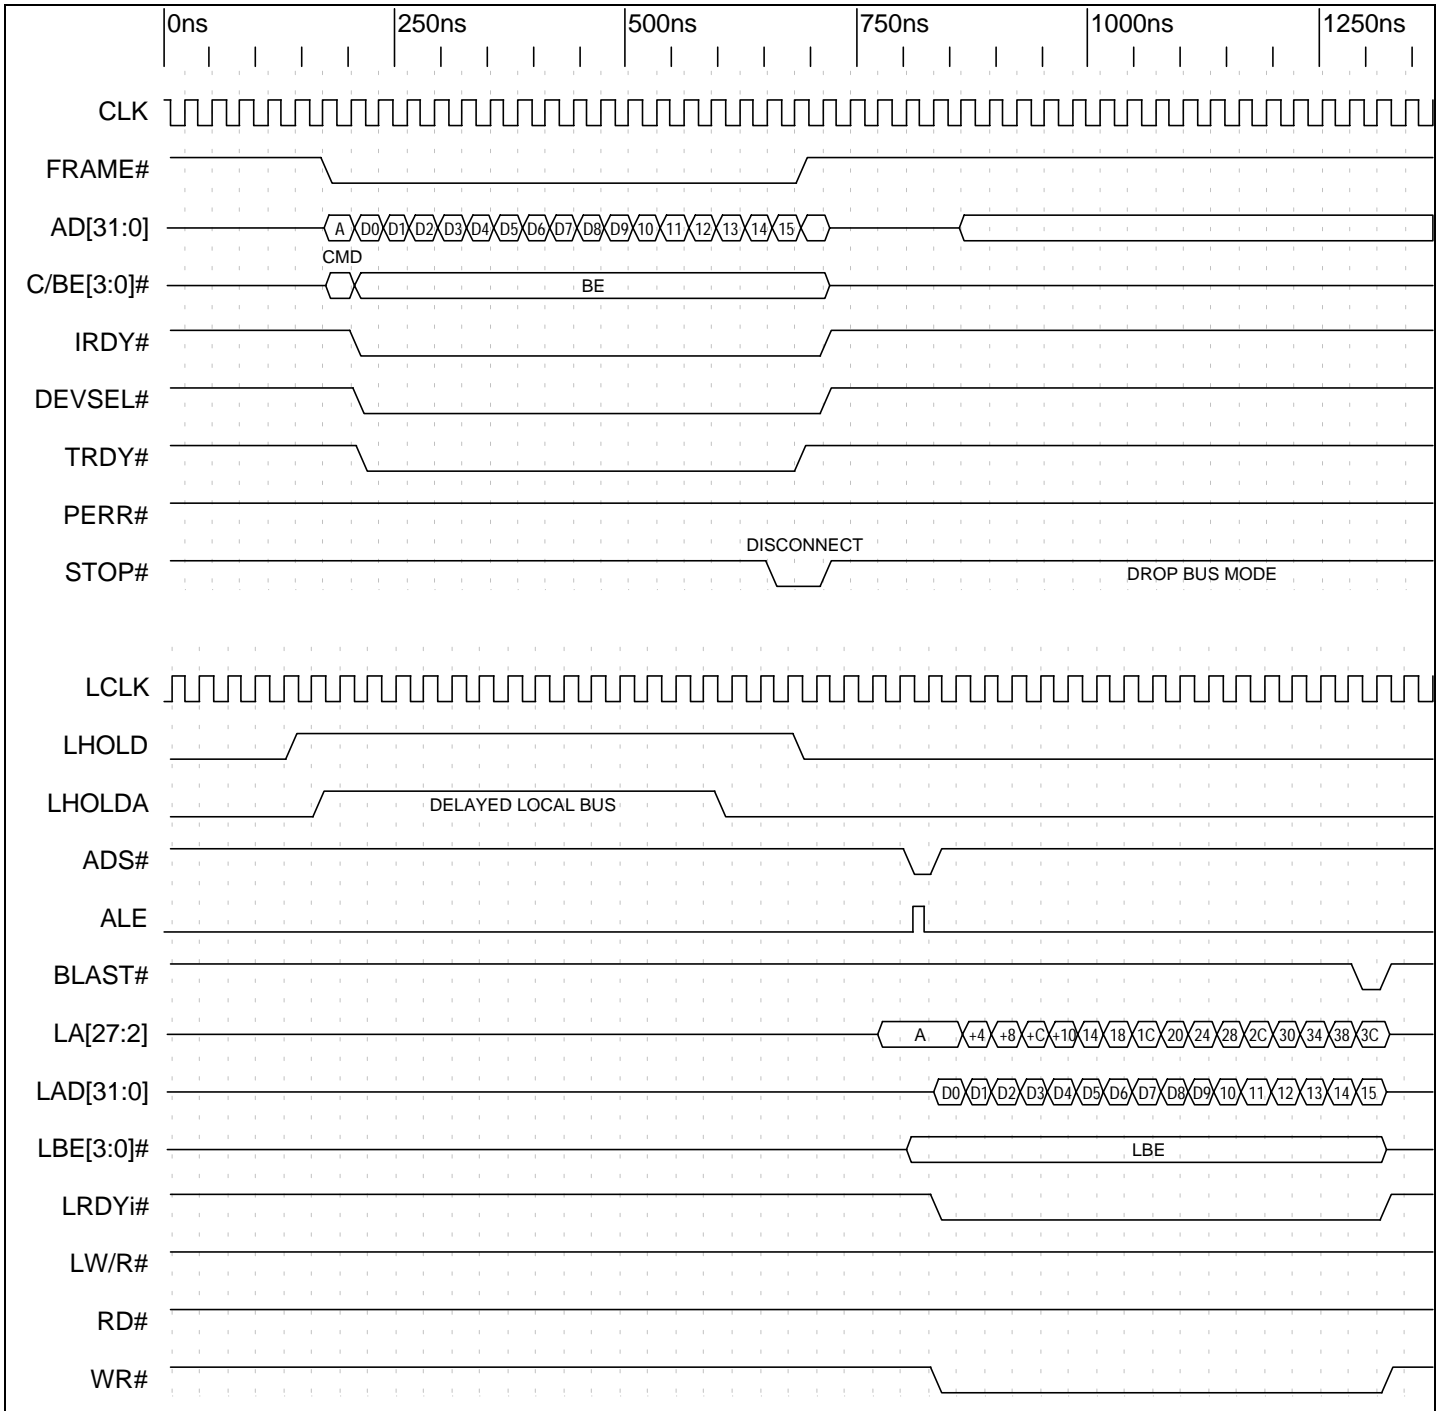 0ns 250ns 500ns 750ns 1000ns 1250ns
CLK
FRAME#
AD[31:0] A D0 D1 D2 D3 D4 D5 D6 D7 D8 D9 10 11 12 13 14 15
CMD
C/BE[3:0]# BE
IRDY#
DEVSEL#
TRDY#
PERR#
DISCONNECT
STOP# DROP BUS MODE
LCLK
LHOLD
LHOLDA DELAYED LOCAL BUS
ADS#
ALE
BLAST#
LA[27:2] A +4 +8 +C +10 14 18 1C 20 24 28 2C 30 34 38 3C
LAD[31:0] D0 D1 D2 D3 D4 D5 D6 D7 D8 D9 10 11 12 13 14 15
LBE[3:0]# LBE
LRDYi#
LW/R#
RD#
WR#